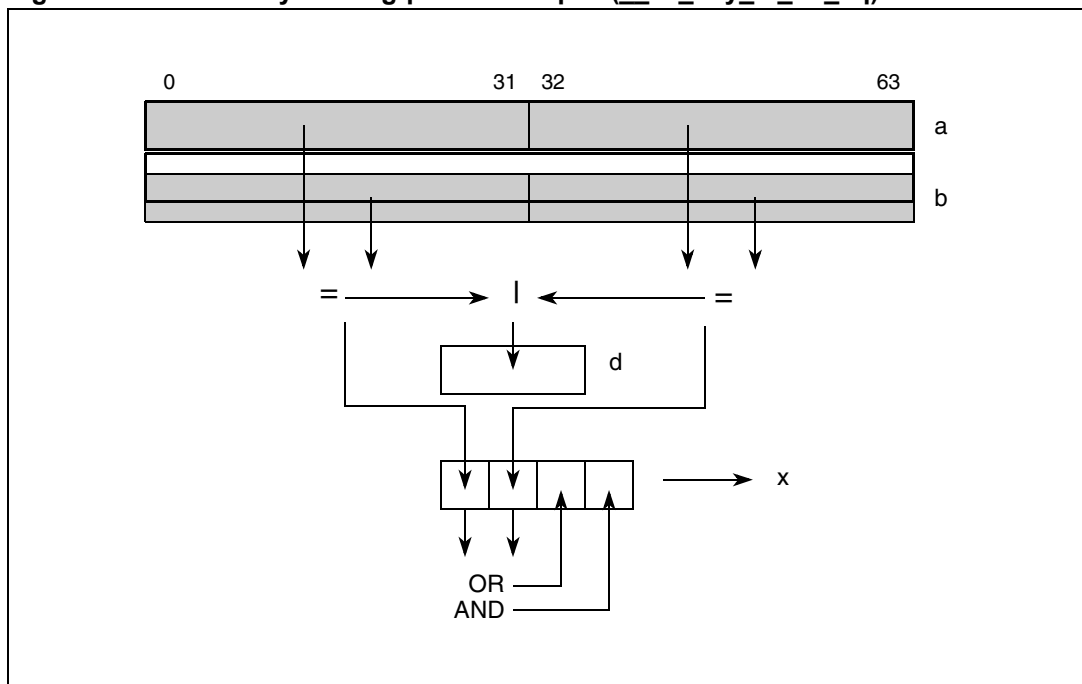 0 31 32 63
a
b
= | =
d
x
OR
AND